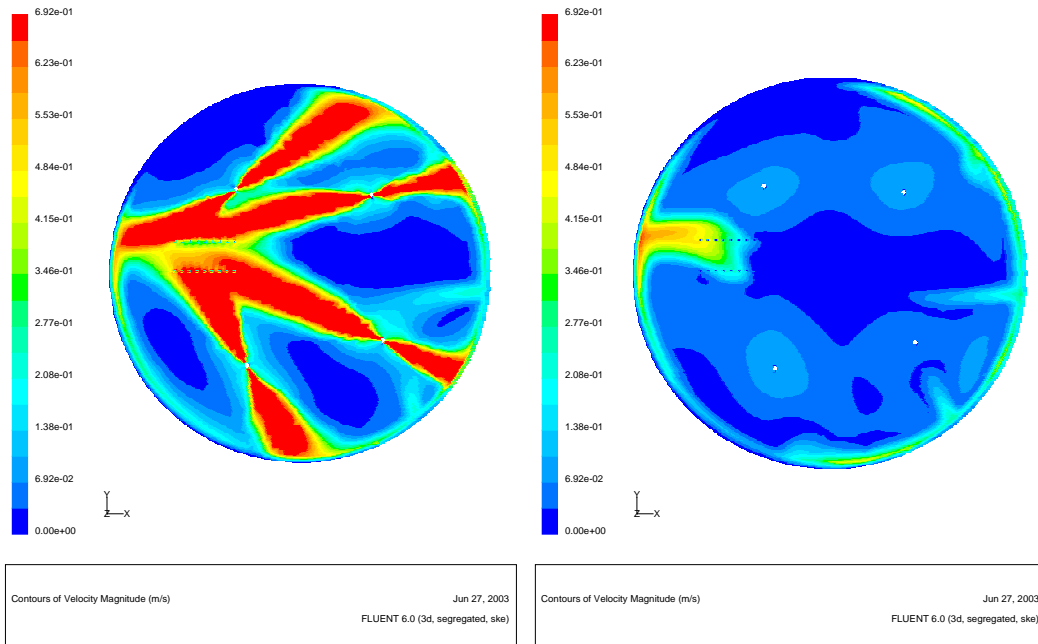 6.92e-01
6.23e-01
5.53e-01
4.84e-01
4.15e-01
3.46e-01
2.77e-01
2.08e-01
1.38e-01
6.92e-02
0.00e+00
Y
Z X
Contours of Velocity Magnitude (m/s) Jun 27, 2003
FLUENT 6.0 (3d, segregated, ske)
6.92e-01
6.23e-01
5.53e-01
4.84e-01
4.15e-01
3.46e-01
2.77e-01
2.08e-01
1.38e-01
6.92e-02
0.00e+00
Y
Z X
Contours of Velocity Magnitude (m/s) Jun 27, 2003
FLUENT 6.0 (3d, segregated, ske)